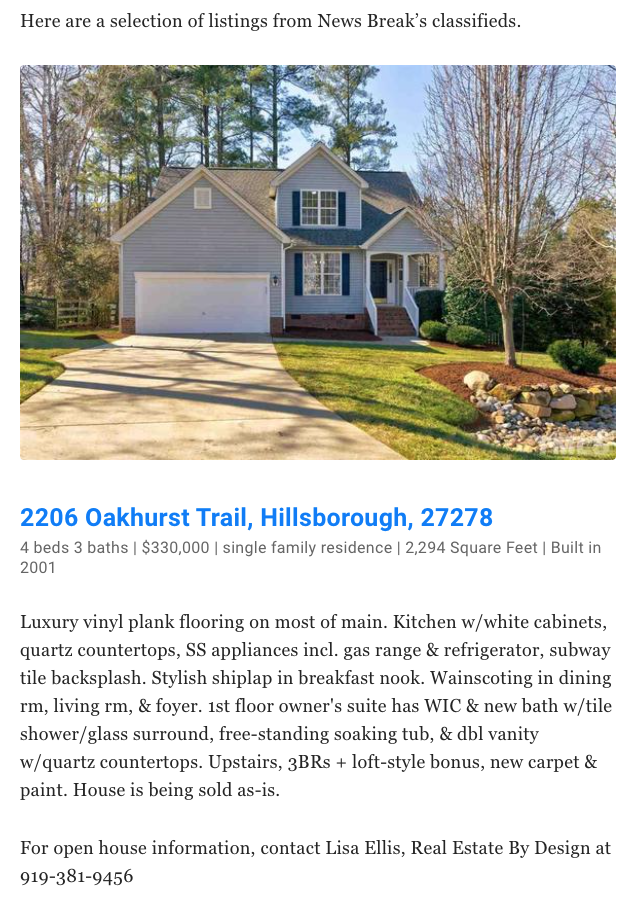 Here are a selection of listings from News Break’s classifieds.
2206 Oakhurst Trail, Hillsborough, 27278
4 beds 3 baths | $330,000 | single family residence | 2,294 Square Feet | Built in
2001
Luxury vinyl plank flooring on most of main. Kitchen w/white cabinets,
quartz countertops, SS appliances incl. gas range & refrigerator, subway
tile backsplash. Stylish shiplap in breakfast nook. Wainscoting in dining
rm, living rm, & foyer. 1st floor owner's suite has WIC & new bath w/tile
shower/glass surround, free-standing soaking tub, & dbl vanity
w/quartz countertops. Upstairs, 3BRs + loft-style bonus, new carpet &
paint. House is being sold as-is.
For open house information, contact Lisa Ellis, Real Estate By Design at
919-381-9456